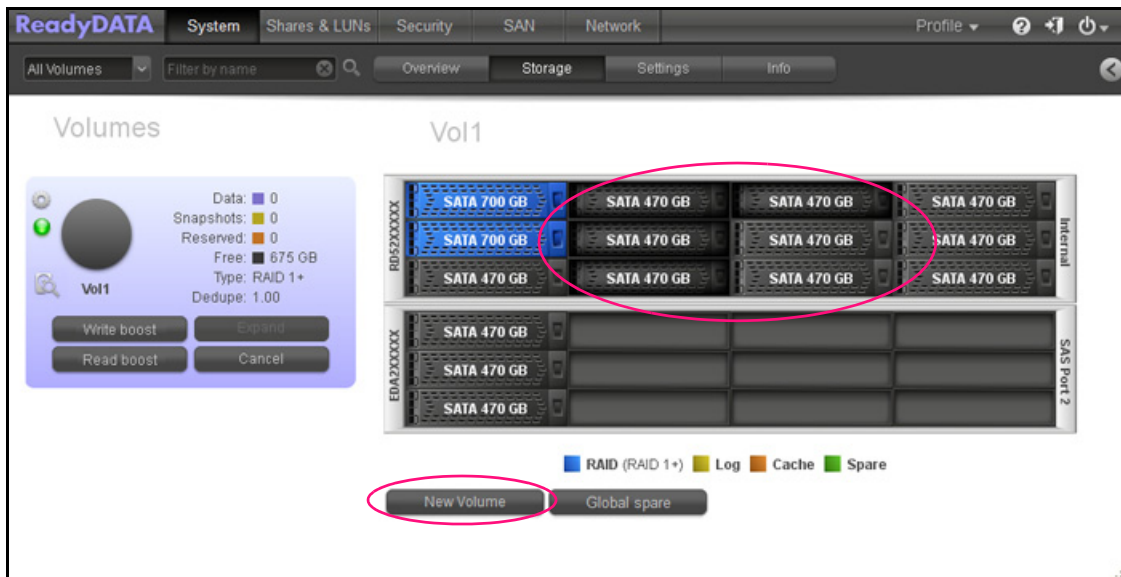 ReadyDATA System Shares & LUNs Security SAN Network Profile
All Volumes Filter by name Overview Storage Settings Info
Volumes
Vol1
Data: 0
Snapshots: 0
Reserved: 0
Free: 675 GB
Type: RAID 1+
Dedupe: 1.00
Vol1
Write boost Expand
Read boost Cancel
RD52XXXXX
SATA 700 GB SATA 470 GB SATA 470 GB SATA 470 GB
SATA 700 GB SATA 470 GB SATA 470 GB SATA 470 GB
SATA 470 GB SATA 470 GB SATA 470 GB SATA 470 GB
Internal
EDA2XXXXX
SATA 470 GB
SATA 470 GB
SATA 470 GB
SAS Port 2
RAID (RAID 1+) Log Cache Spare
New Volume Global spare